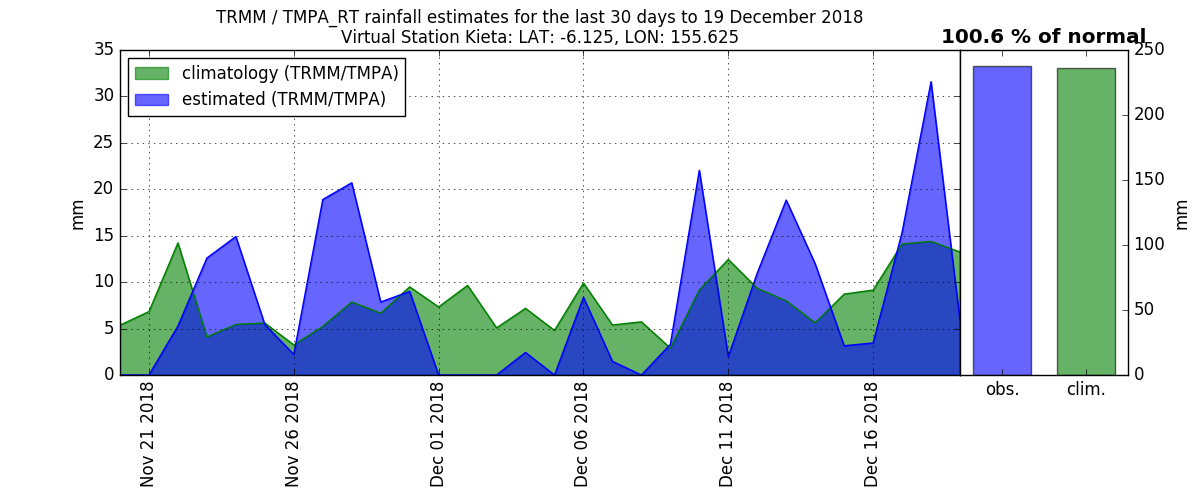 TRMM / TMPA_RT rainfall estimates for the last 30 days to 19 December 2018
Virtual Station Kieta: LAT: -6.125, LON: 155.625
100.6 % of normal
climatology (TRMM/TMPA)
estimated (TRMM/TMPA)
35
30
25
20
15
10
5
0
mm
Nov 21 2018
Nov 26 2018
Dec 01 2018
Dec 06 2018
Dec 11 2018
Dec 16 2018
obs.
clim.
250
200
150
100
50
0
mm